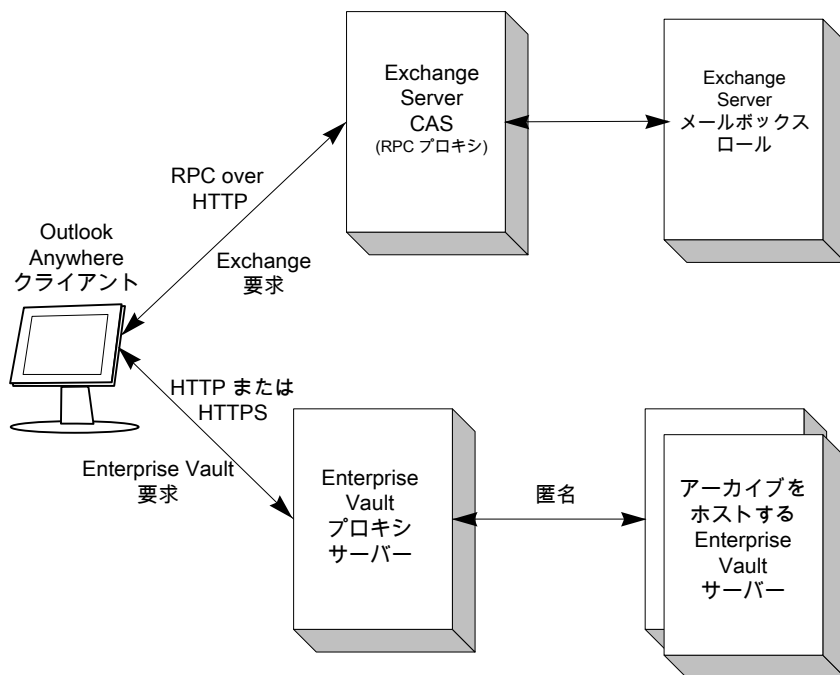 Exchange
Server
CAS
(RPC プロキシ)
Exchange
Server
メールボックス
ロール
RPC over
HTTP
Outlook
Anywhere
クライアント
Exchange
要求
HTTP または
HTTPS
Enterprise Vault
要求
Enterprise
Vault
プロキシ
サーバー
匿名
アーカイブを
ホストする
Enterprise
Vault
サーバー